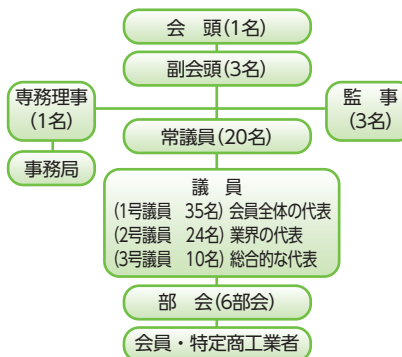 会　頭(1名)
副会頭(3名)
専務理事
(1名)
監　事
(3名)
常議員(20名)
事務局
議　員
(1号議員　35名) 会員全体の代表
(2号議員　24名) 業界の代表
(3号議員　10名) 総合的な代表
部　会(6部会)
会員・特定商工業者